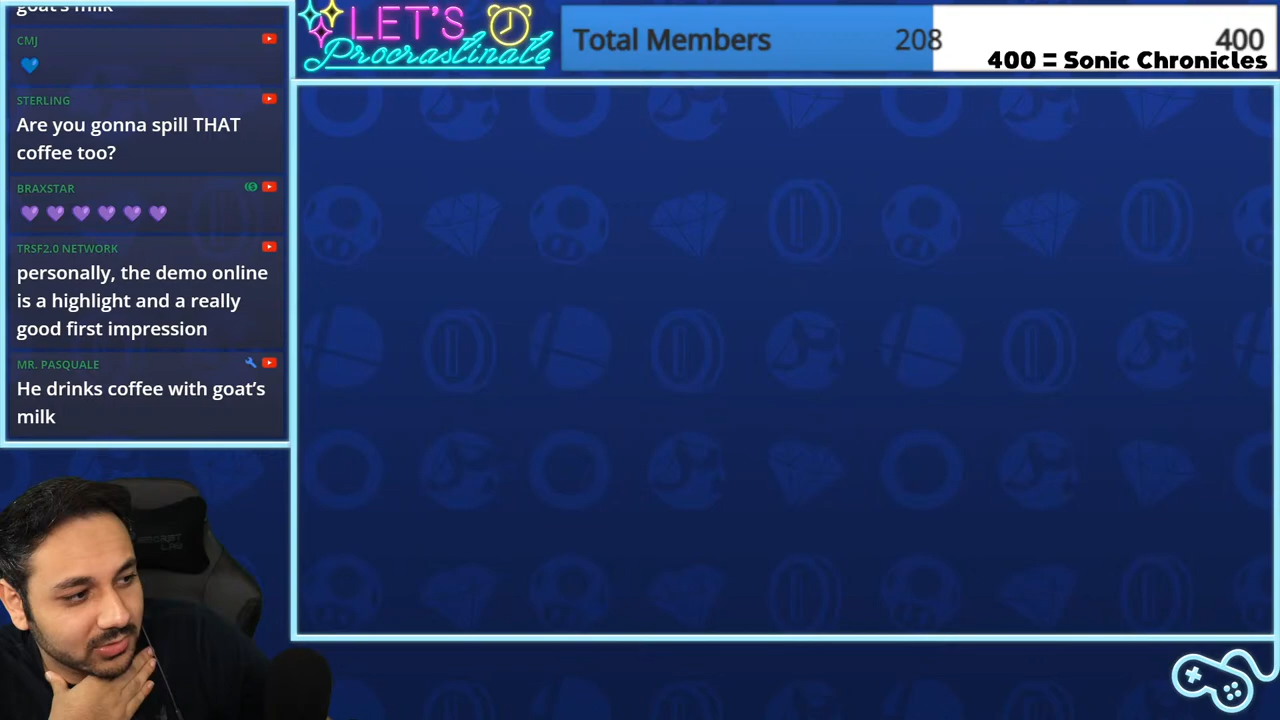 goat's milk
CMJ
STERLING
Are you gonna spill THAT
coffee too?
BRAXSTAR
TRSF2.0 NETWORK
personally, the demo online
is a highlight and a really
good first impression
MR. PASQUALE
He drinks coffee with goat's
milk
LET'S
Procrastinate
Total Members
208
400
400 = Sonic Chronicles